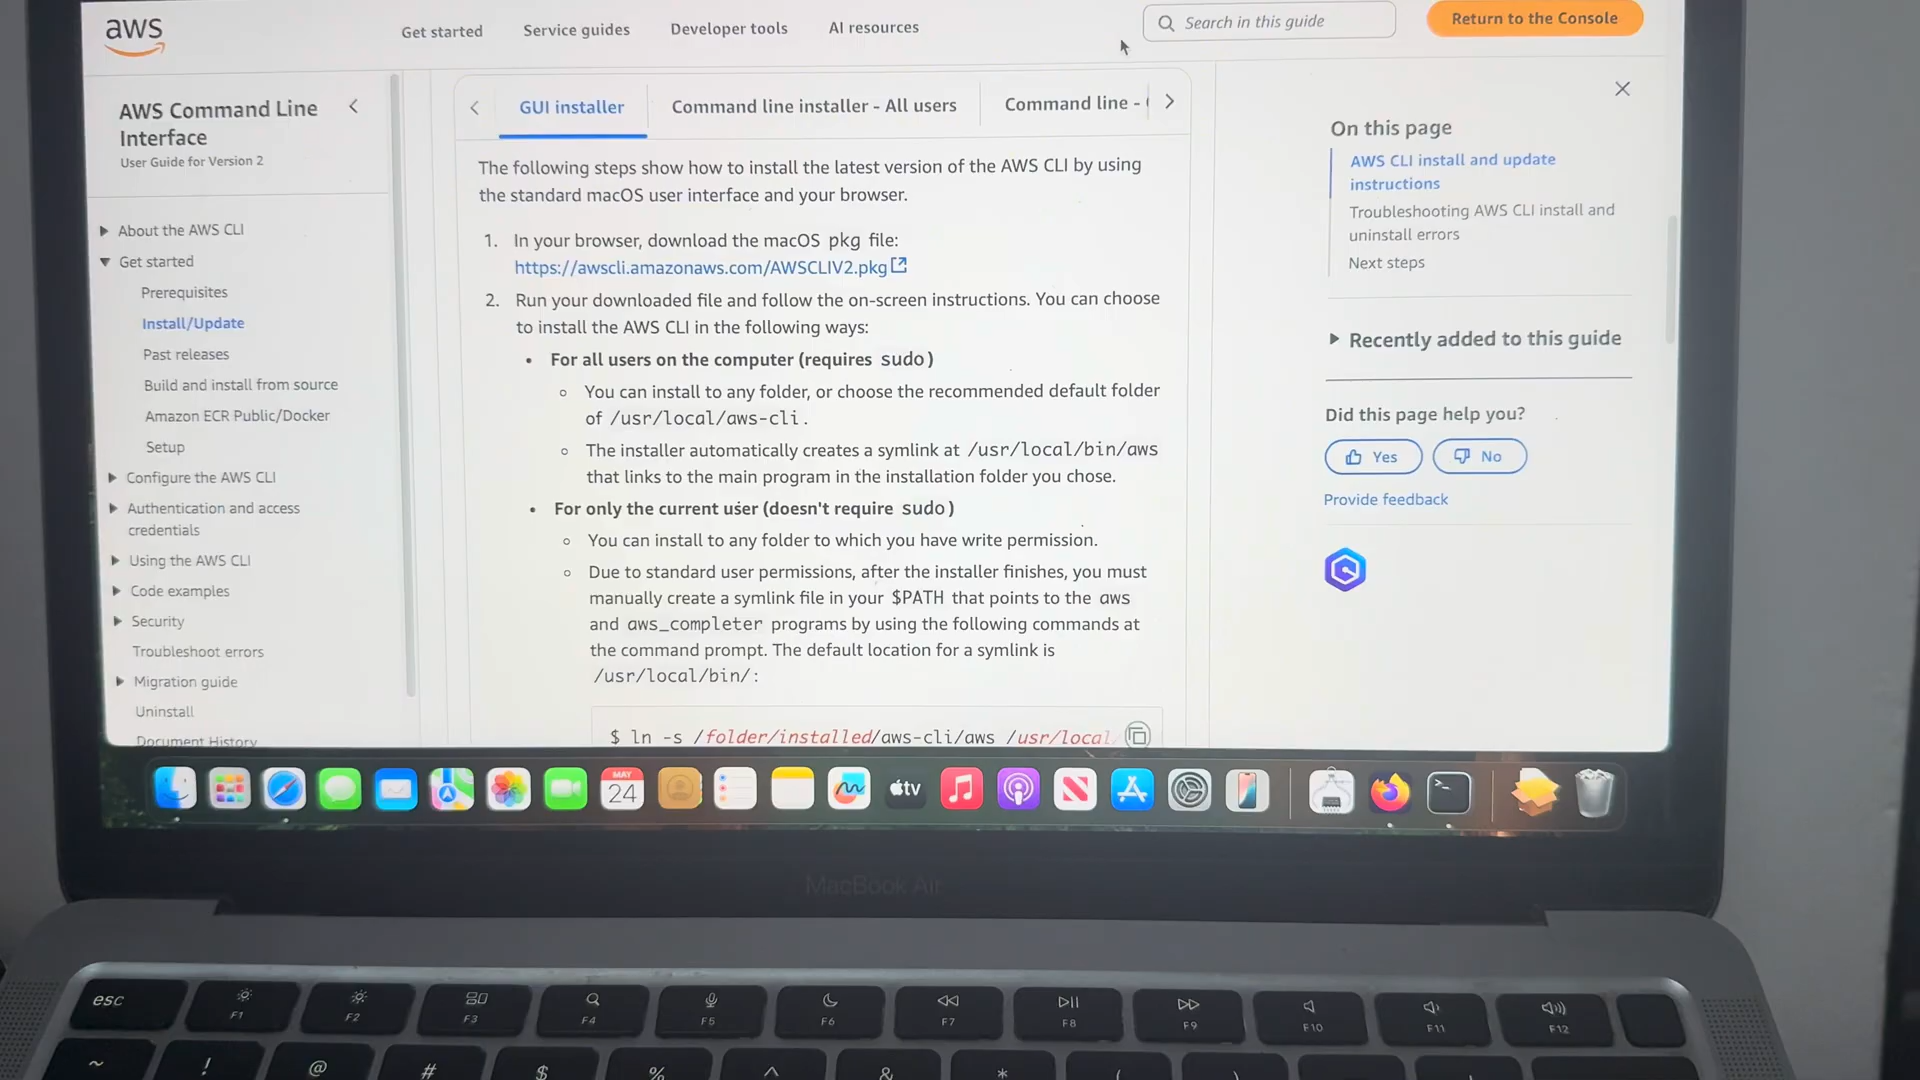 aws
Get started
Service guides
Developer tools
AI resources
Search in this guide
Return to the Console
AWS Command Line
Interface
User Guide for Version 2
About the AWS CLI
Get started
Prerequisites
Install/Update
Past releases
Build and install from source
Amazon ECR Public/Docker
Setup
Configure the AWS CLI
Authentication and access
credentials
Using the AWS CLI
Code examples
Security
Troubleshoot errors
Migration guide
Uninstall
Document History
GUI installer
Command line installer - All users
Command line -
The following steps show how to install the latest version of the AWS CLI by using
the standard macOS user interface and your browser.
1. In your browser, download the macOS pkg file:
https://awscli.amazonaws.com/AWSCLIV2.pkg
2. Run your downloaded file and follow the on-screen instructions. You can choose
to install the AWS CLI in the following ways:
• For all users on the computer (requires sudo)
You can install to any folder, or choose the recommended default folder
of /usr/local/aws-cli.
The installer automatically creates a symlink at /usr/local/bin/aws
that links to the main program in the installation folder you chose.
• For only the current user (doesn't require sudo)
You can install to any folder to which you have write permission.
Due to standard user permissions, after the installer finishes, you must
manually create a symlink file in your $PATH that points to the aws
and aws_completer programs by using the following commands at
the command prompt. The default location for a symlink is
/usr/local/bin/:
$ ln -s /folder/installed/aws-cli/aws /usr/local/
On this page
AWS CLI install and update
instructions
Troubleshooting AWS CLI install and
uninstall errors
Next steps
Recently added to this guide
Did this page help you?
Yes
No
Provide feedback
MAY
24
tv
MacBook Air
esc
F1
F2
F3
F4
F5
F6
F7
F8
F9
F10
F11
F12
~
!
@
#
$
%
^
&
*
(
)